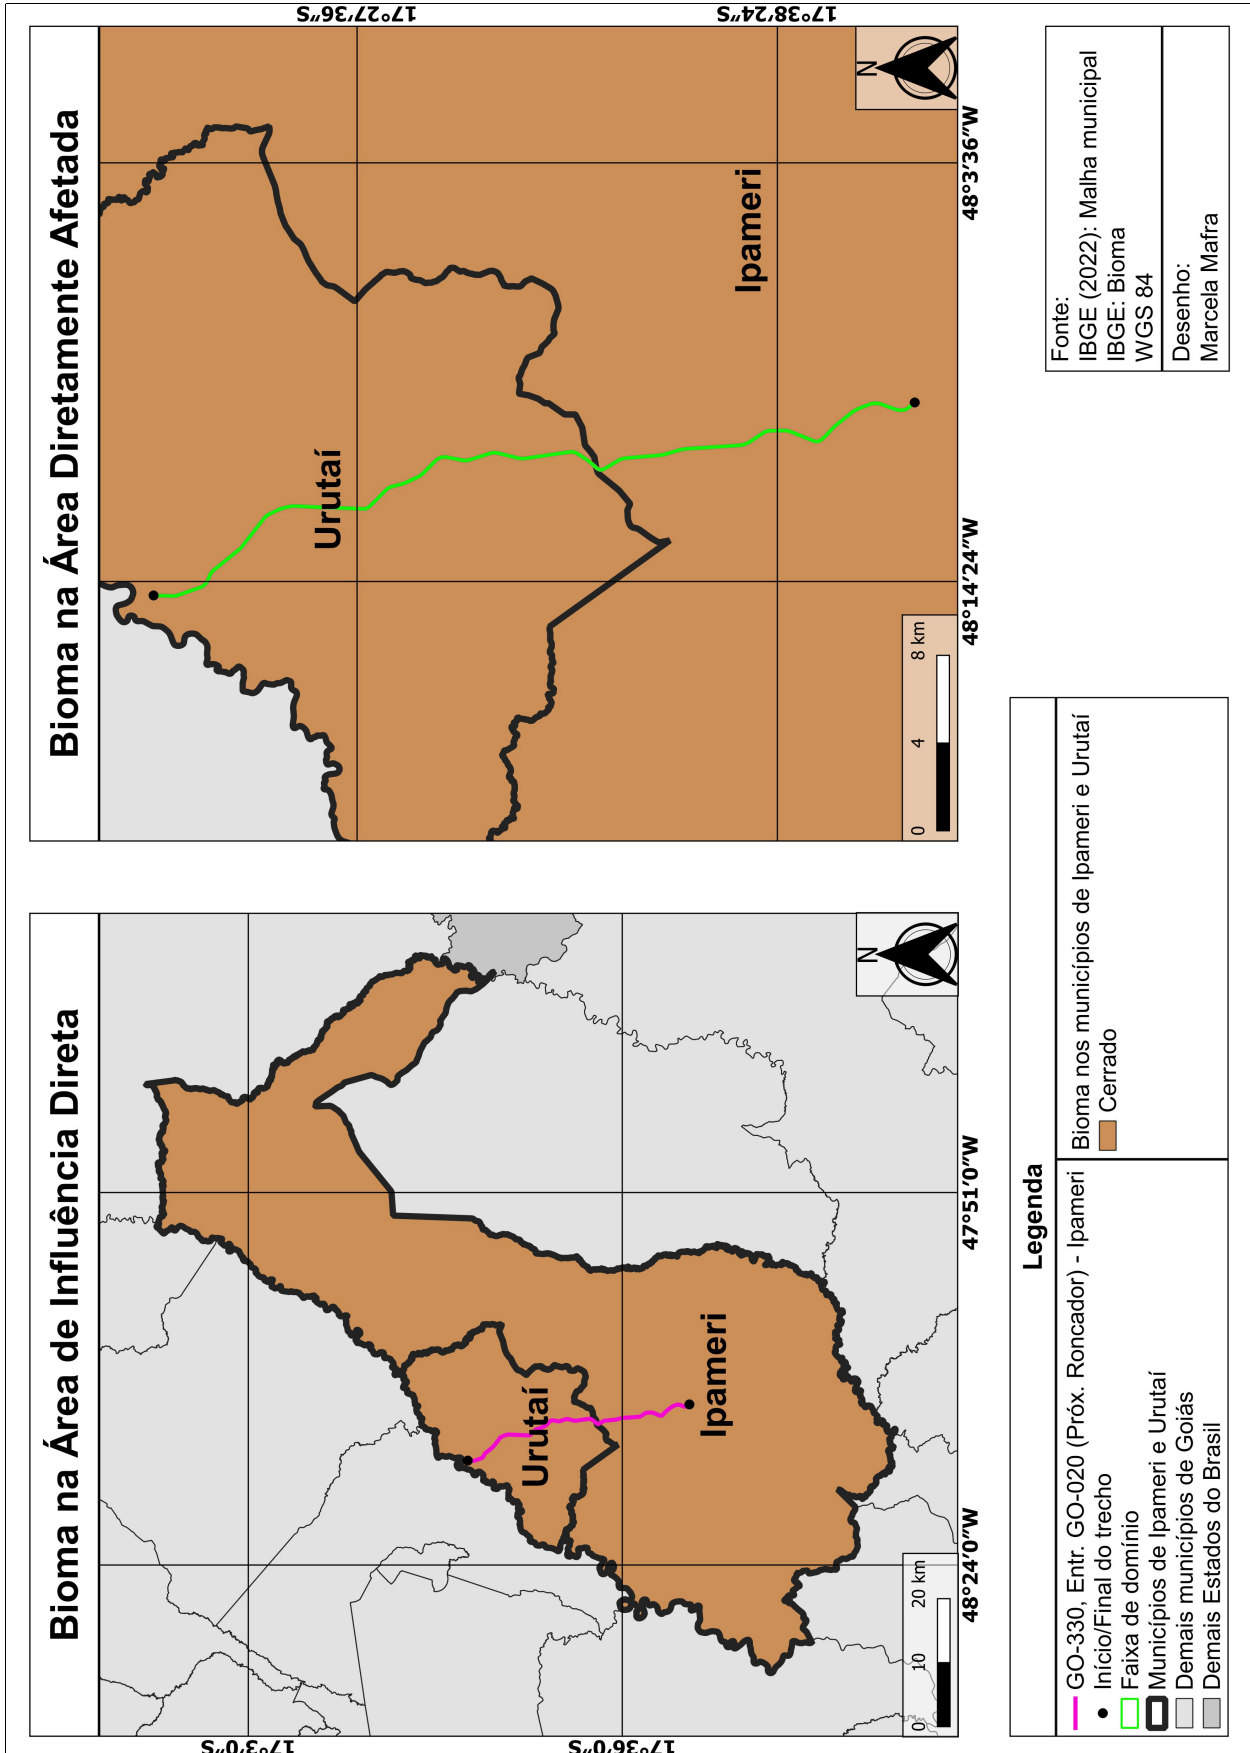 Bioma na Área de Influência Direta
17°3′0″S
17°36′0″S
Urutaí
Ipameri
N
0 10 20 km
48°24′0″W
47°51′0″W
Bioma na Área Diretamente Afetada
17°27′36″S
17°38′24″S
Urutaí
Ipameri
N
0 4 8 km
48°14′24″W
48°3′36″W
Legenda
GO-330, Entr. GO-020 (Próx. Roncador) - Ipameri
Início/Final do trecho
Faixa de domínio
Municípios de Ipameri e Urutaí
Demais municípios de Goiás
Demais Estados do Brasil
Bioma nos municípios de Ipameri e Urutaí
Cerrado
Fonte:
IBGE (2022): Malha municipal
IBGE: Bioma
WGS 84
Desenho:
Marcela Mafra